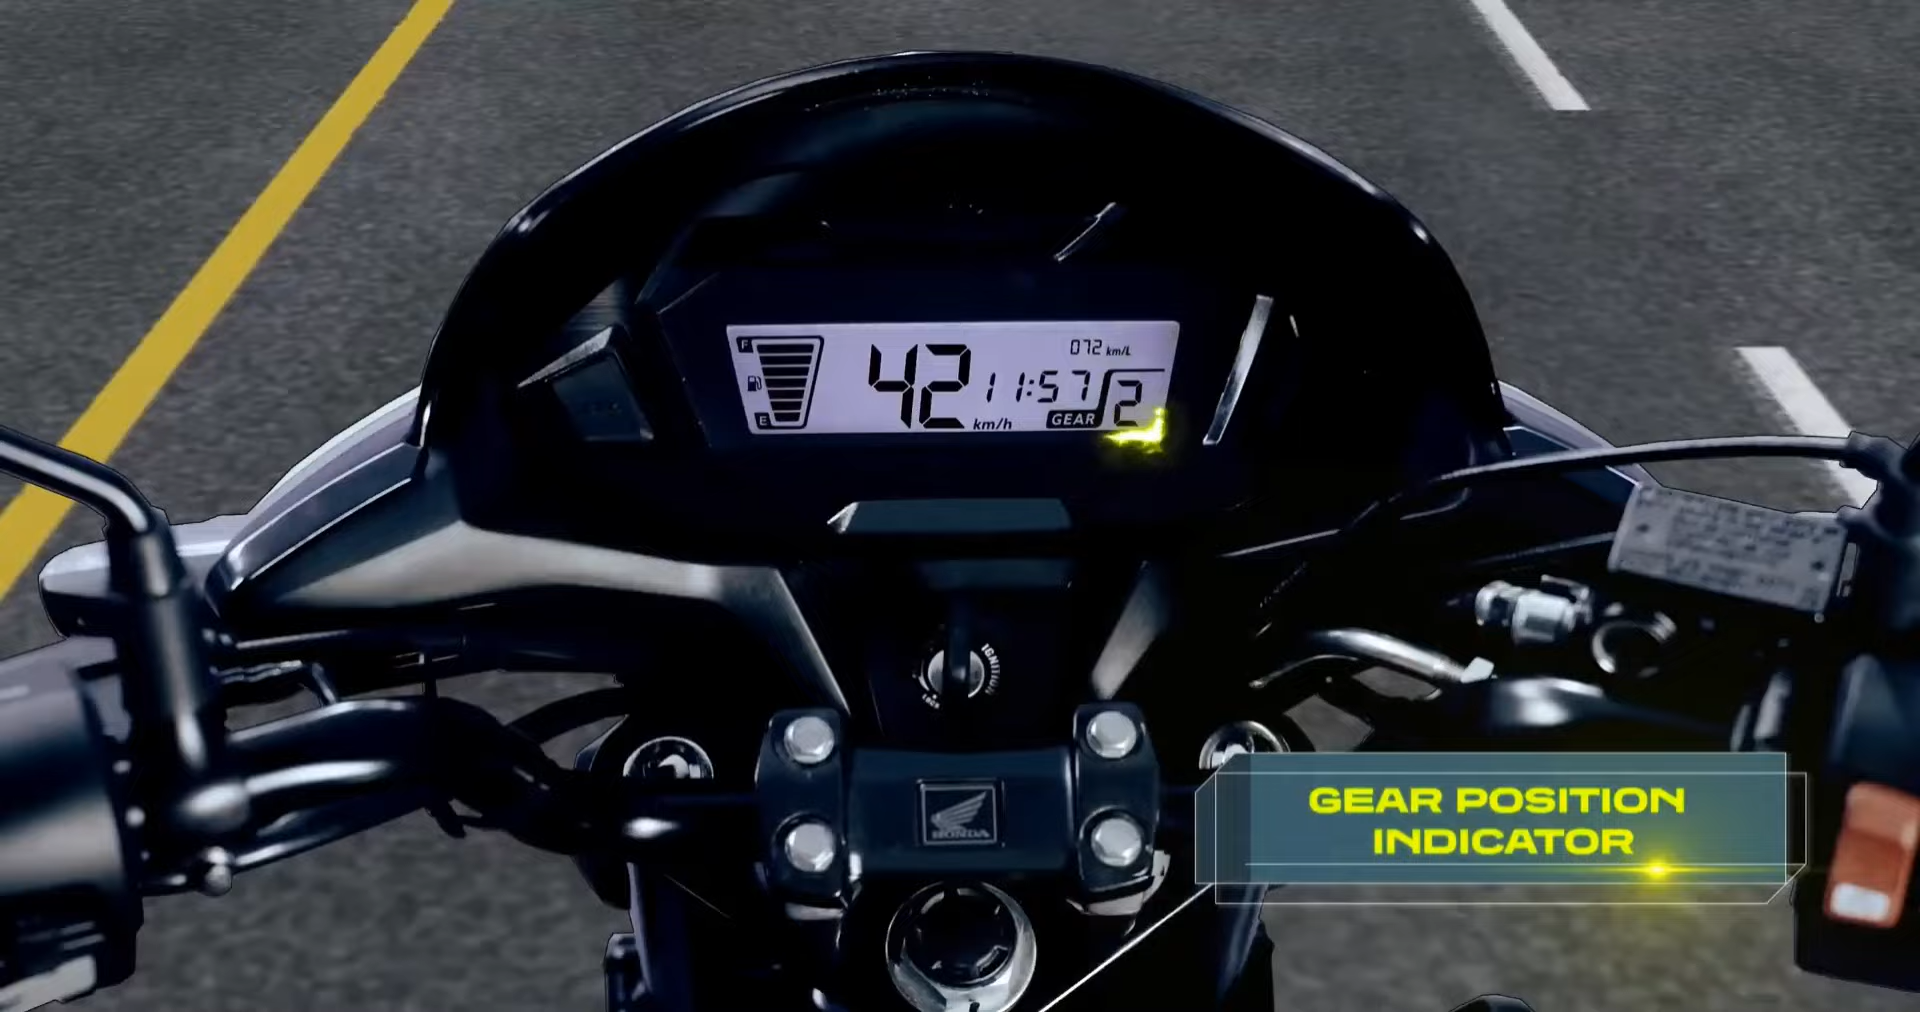 F
E
42
km/h
072 km/L
11:57
GEAR
2
IGNITION
LOCK
HONDA
GEAR POSITION
INDICATOR